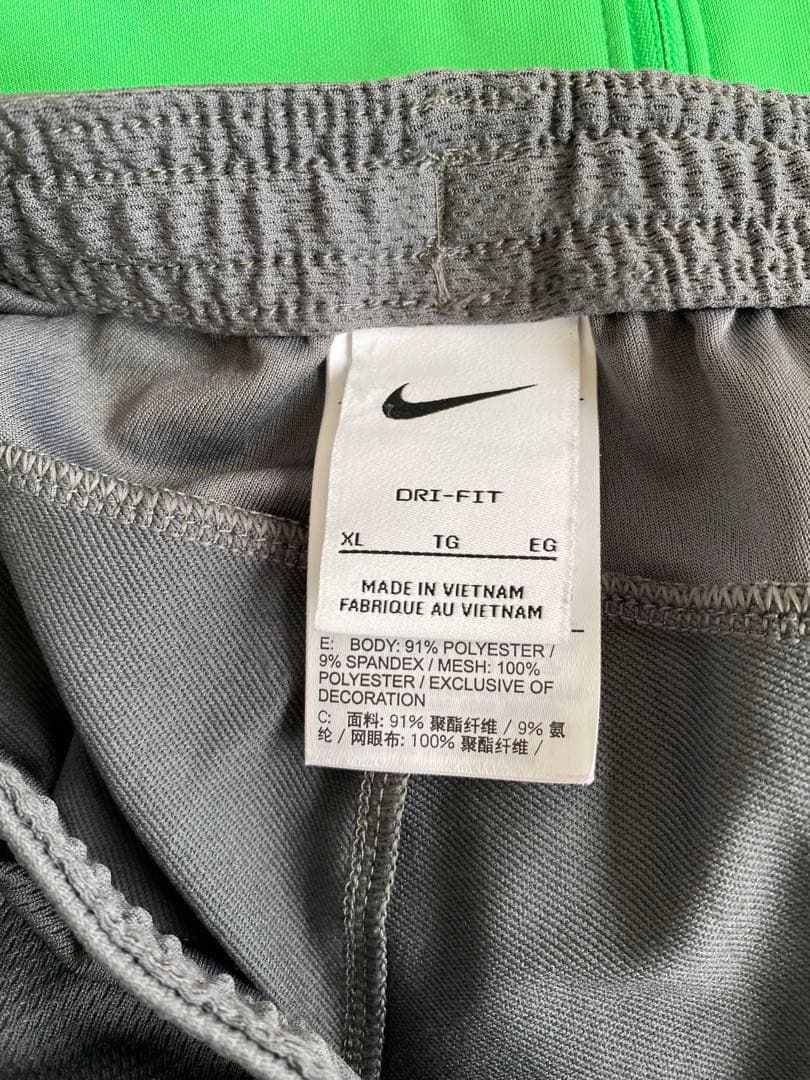 DRI-FIT
XL TG EG
MADE IN VIETNAM
FABRIQUE AU VIETNAM
E: BODY: 91% POLYESTER /
9% SPANDEX / MESH: 100%
POLYESTER / EXCLUSIVE OF
DECORATION
C: 面料: 91% 聚酯纤维 / 9% 氨
纶 / 网眼布: 100% 聚酯纤维 /